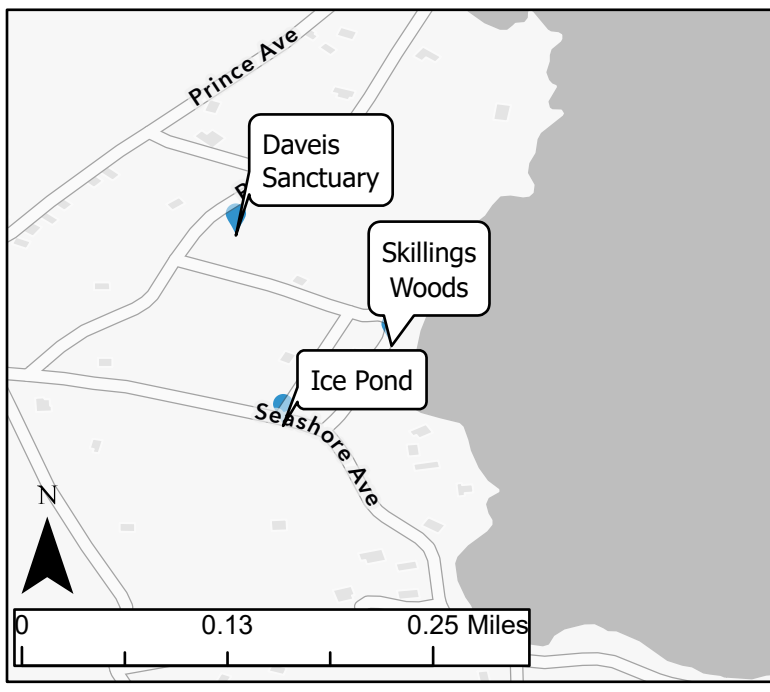 Prince Ave
Daveis
Sanctuary
Skillings
Woods
Ice Pond
Seashore Ave
N
0 0.13 0.25 Miles